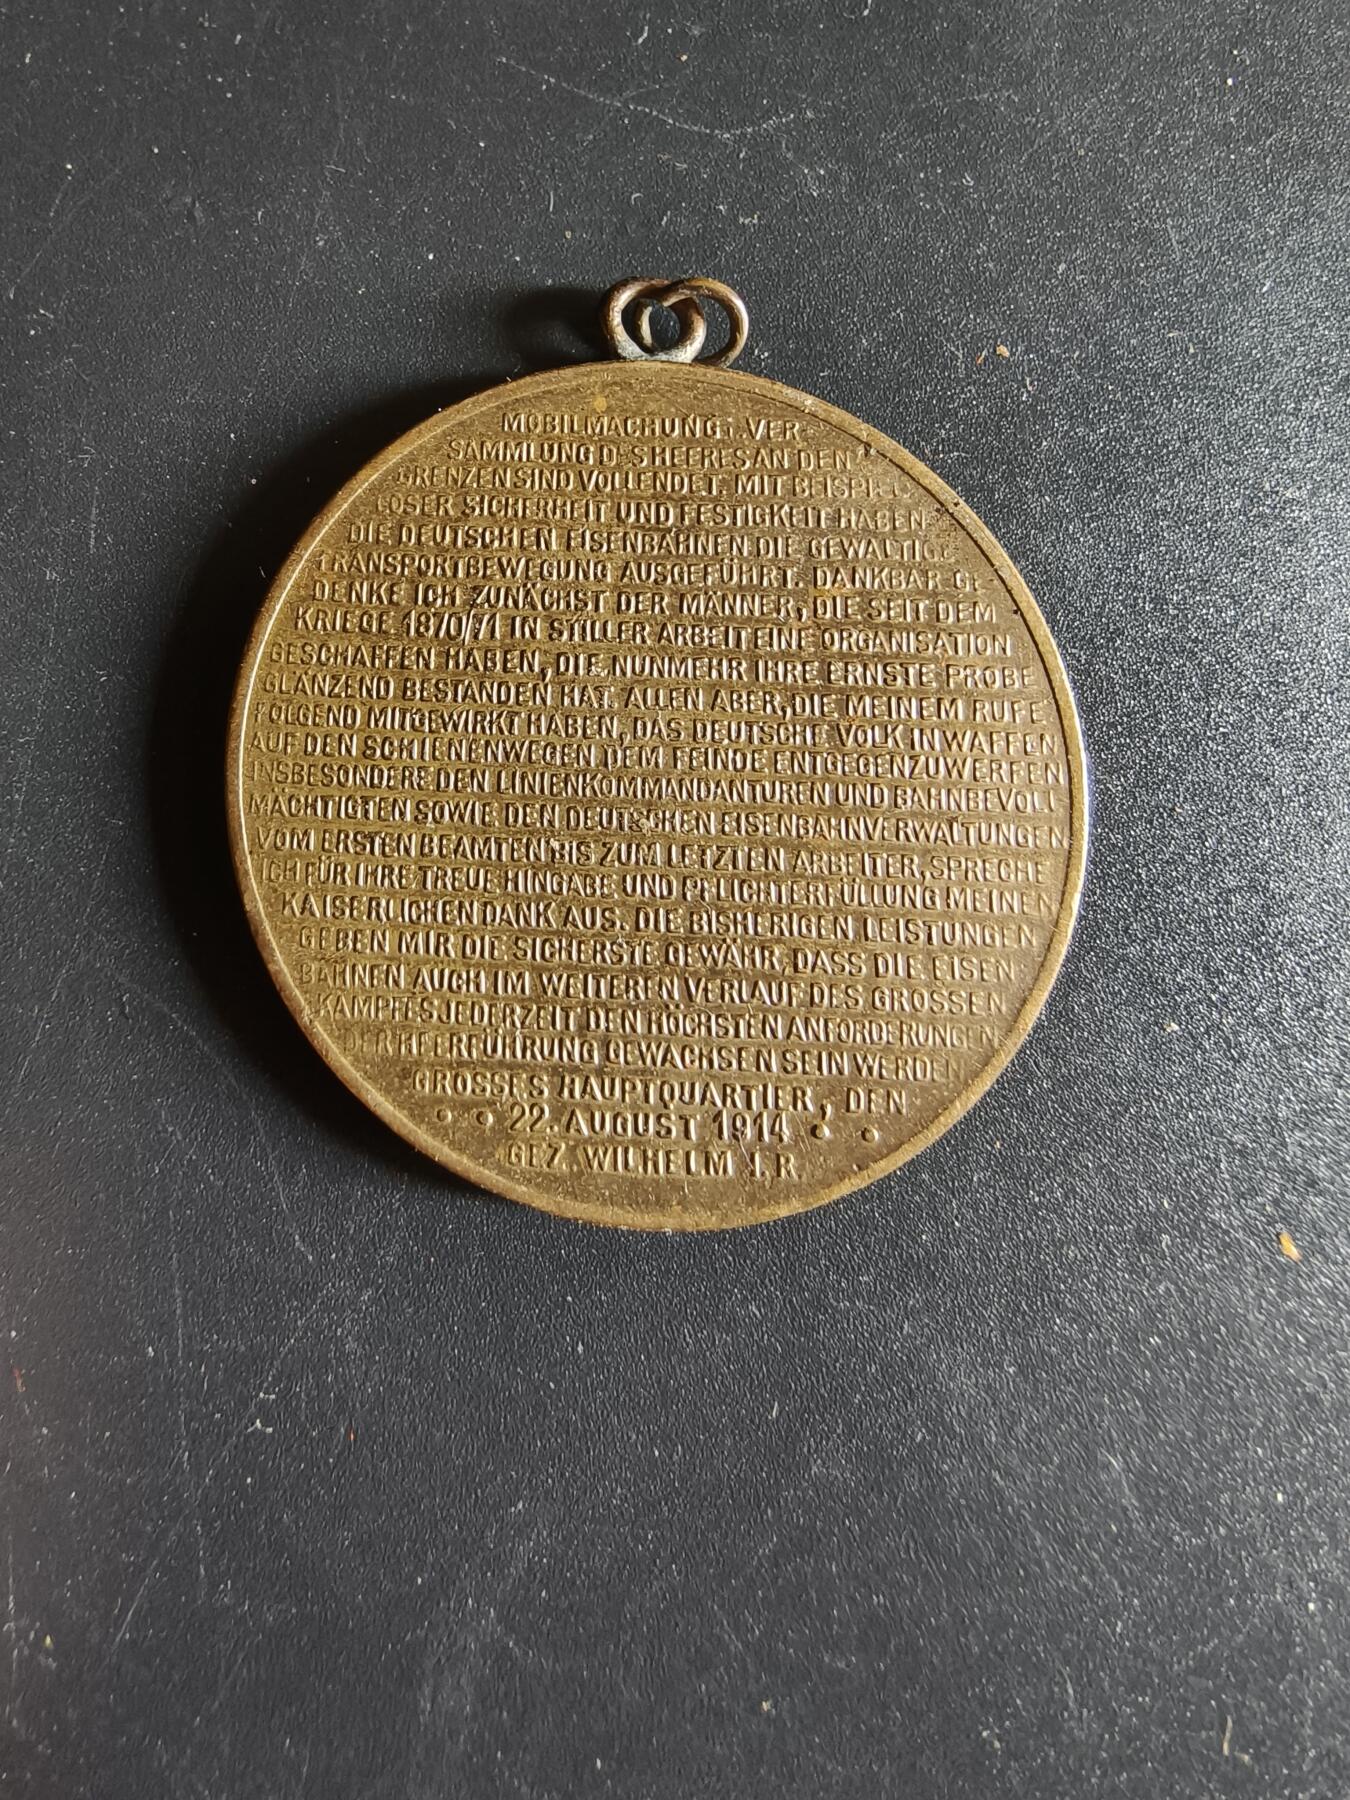 MOBILMACHUNG U. VER-
SAMMLUNG DES HEERES AN DEN
GRENZEN SIND VOLLENDET. MIT BEISPIEL-
LOSER SICHERHEIT UND FESTIGKEIT HABEN
DIE DEUTSCHEN EISENBAHNEN DIE GEWALTIGE
TRANSPORTBEWEGUNG AUSGEFÜHRT. DANKBAR GE-
DENKE ICH ZUNÄCHST DER MÄNNER, DIE SEIT DEM
KRIEGE 1870/71 IN STILLER ARBEIT EINE ORGANISATION
GESCHAFFEN HABEN, DIE NUNMEHR IHRE ERNSTE PROBE
GLÄNZEND BESTANDEN HAT. ALLEN ABER, DIE MEINEM RUFE
FOLGEND MITGEWIRKT HABEN, DAS DEUTSCHE VOLK IN WAFFEN
AUF DEN SCHIENENWEGEN DEM FEINDE ENTGEGENZUWERFEN
INSBESONDERE DEN LINIENKOMMANDANTUREN UND BAHNBEVOLL-
MÄCHTIGTEN SOWIE DEN DEUTSCHEN EISENBAHNVERWALTUNGEN
VOM ERSTEN BEAMTEN BIS ZUM LETZTEN ARBEITER, SPRECHE
ICH FÜR IHRE TREUE HINGABE UND PFLICHTERFÜLLUNG MEINEN
KAISERLICHEN DANK AUS. DIE BISHERIGEN LEISTUNGEN
GEBEN MIR DIE SICHERSTE GEWÄHR, DASS DIE EISEN
BAHNEN AUCH IM WEITEREN VERLAUF DES GROSSEN
KAMPFES JEDERZEIT DEN HÖCHSTEN ANFORDERUNGEN
DER HEERFÜHRUNG GEWACHSEN SEIN WERDEN
GROSSES HAUPTQUARTIER, DEN
22. AUGUST 1914
GEZ. WILHELM I.R.